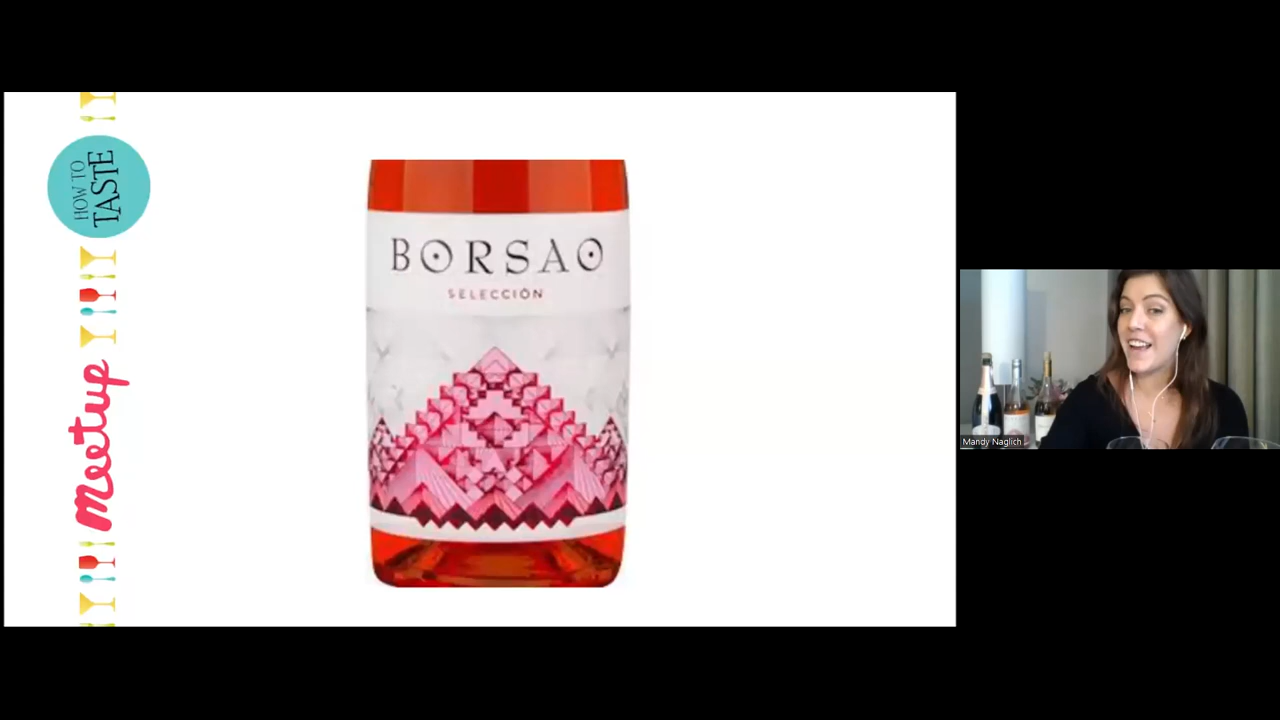 HOW TO
TASTE
meetup
BORSAO
SELECCIÓN
Mandy Naglich